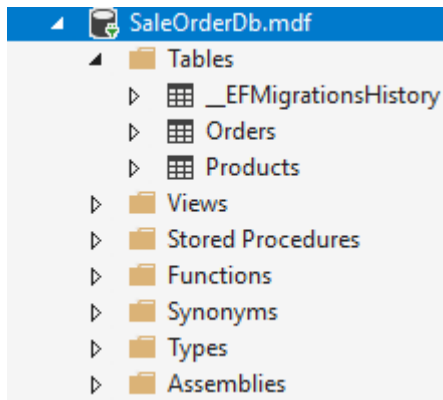 SaleOrderDb.mdf
Tables
__EFMigrationsHistory
Orders
Products
Views
Stored Procedures
Functions
Synonyms
Types
Assemblies